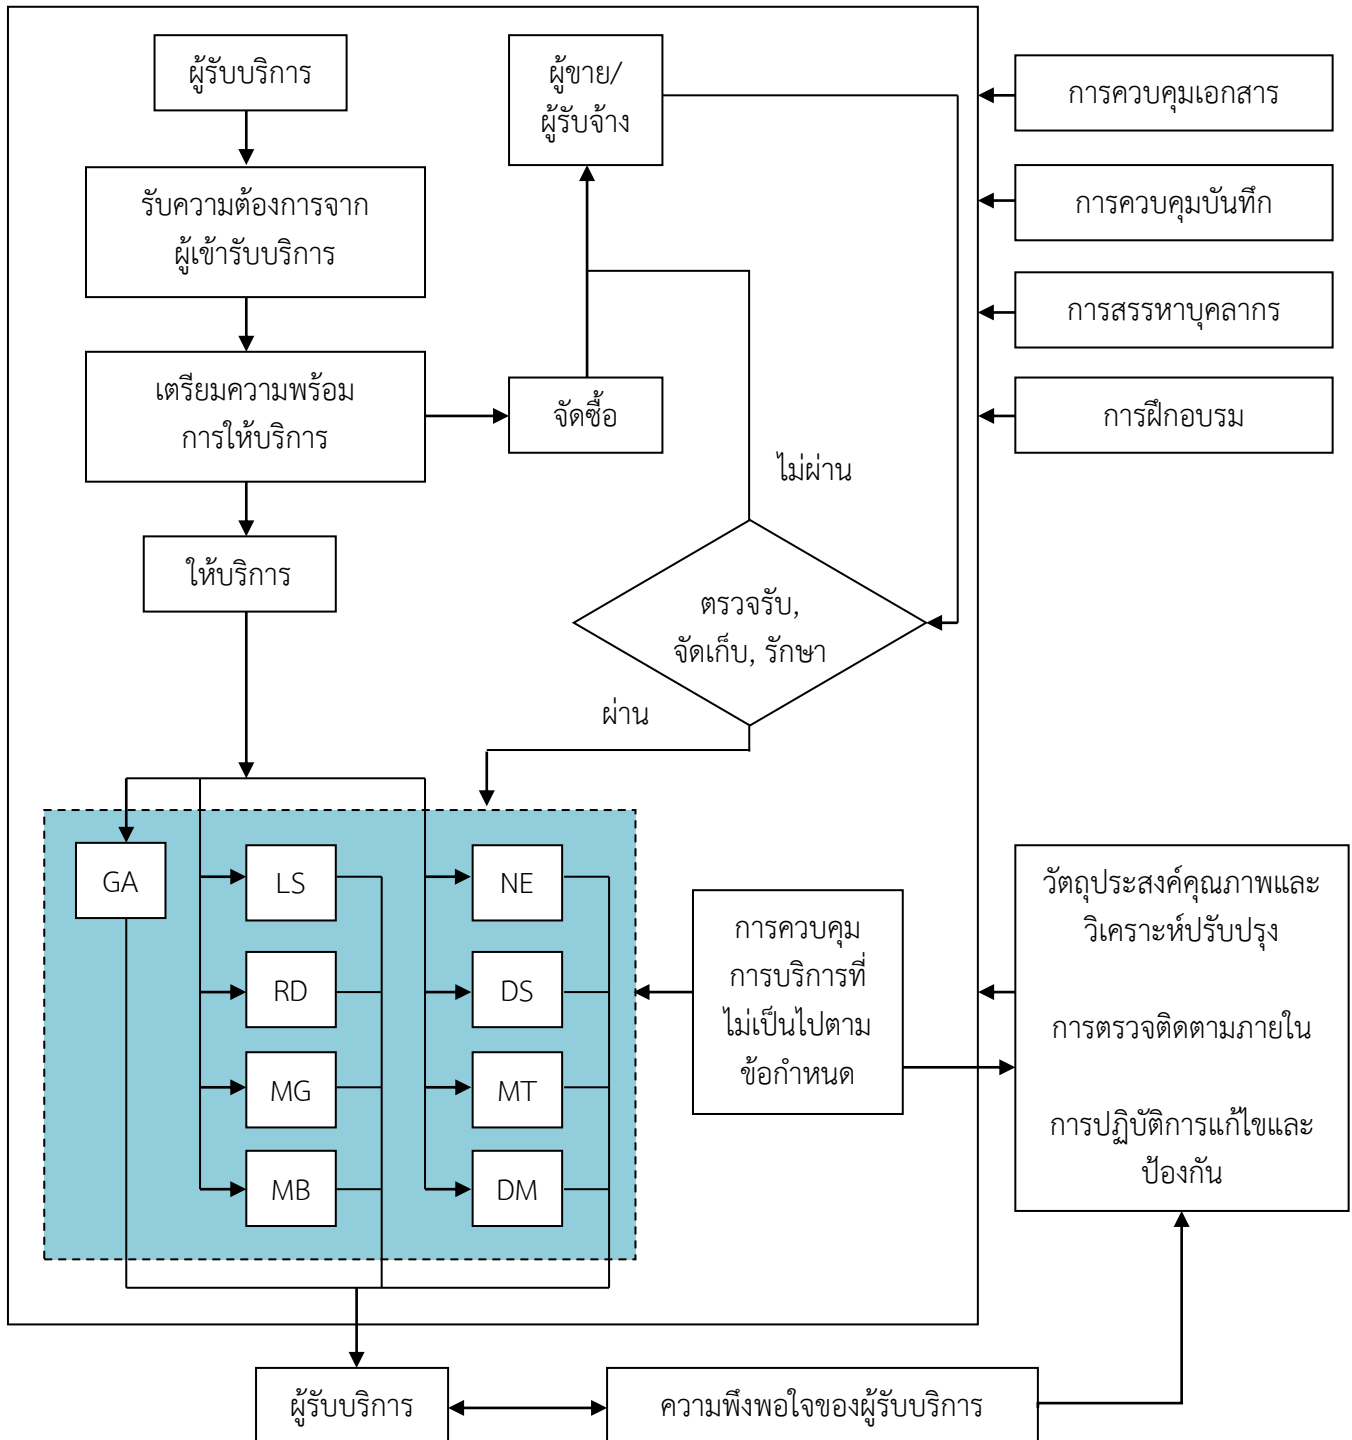 ผู้รับบริการ
ผู้ขาย/
ผู้รับจ้าง
การควบคุมเอกสาร
รับความต้องการจาก
ผู้เข้ารับบริการ
การควบคุมบันทึก
การสรรหาบุคลากร
เตรียมความพร้อม
การให้บริการ
จัดซื้อ
การฝึกอบรม
ไม่ผ่าน
ให้บริการ
ตรวจรับ,
จัดเก็บ, รักษา
ผ่าน
GA
LS
NE
RD
DS
MG
MT
MB
DM
การควบคุม
การบริการที่
ไม่เป็นไปตาม
ข้อกำหนด
วัตถุประสงค์คุณภาพและ
วิเคราะห์ปรับปรุง
การตรวจติดตามภายใน
การปฏิบัติการแก้ไขและ
ป้องกัน
ผู้รับบริการ
ความพึงพอใจของผู้รับบริการ